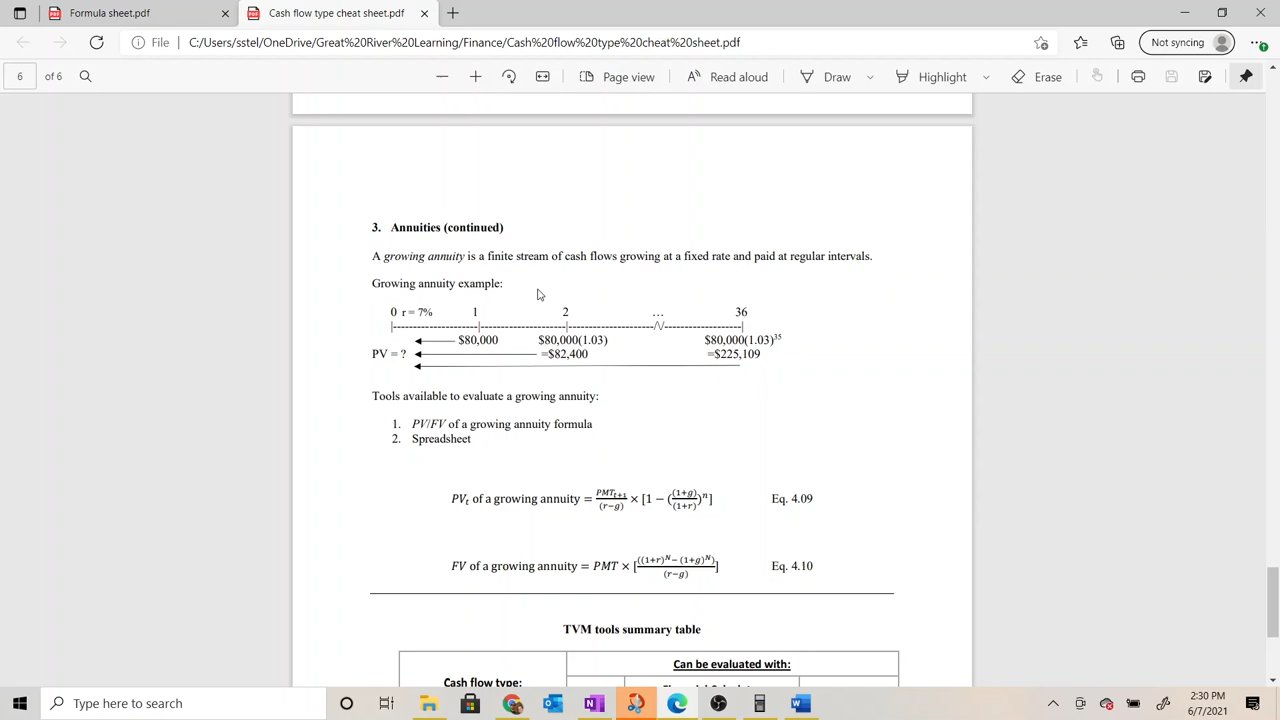 Formula sheet.pdf
Cash flow type cheat sheet.pdf
File C:/Users/sstel/OneDrive/Great%20River%20Learning/Finance/Cash%20flow%20type%20cheat%20sheet.pdf Not syncing
6 of 6 Page view Read aloud Draw Highlight Erase
3. Annuities (continued)
A growing annuity is a finite stream of cash flows growing at a fixed rate and paid at regular intervals.
Growing annuity example:
0 r = 7% 1 2 … 36
|--------------------|--------------------|--------------------/\/------------------|
$80,000 $80,000(1.03) $80,000(1.03)³⁵
PV = ? =$82,400 =$225,109
Tools available to evaluate a growing annuity:
1. PV/FV of a growing annuity formula
2. Spreadsheet
PVₜ of a growing annuity = PMTₜ₊₁/(r−g) × [1 − ((1+g)/(1+r))ⁿ] Eq. 4.09
FV of a growing annuity = PMT × [((1+r)ᴺ− (1+g)ᴺ)/(r−g)] Eq. 4.10
TVM tools summary table
Can be evaluated with:
Cash flow type:
Type here to search
2:30 PM
6/7/2021